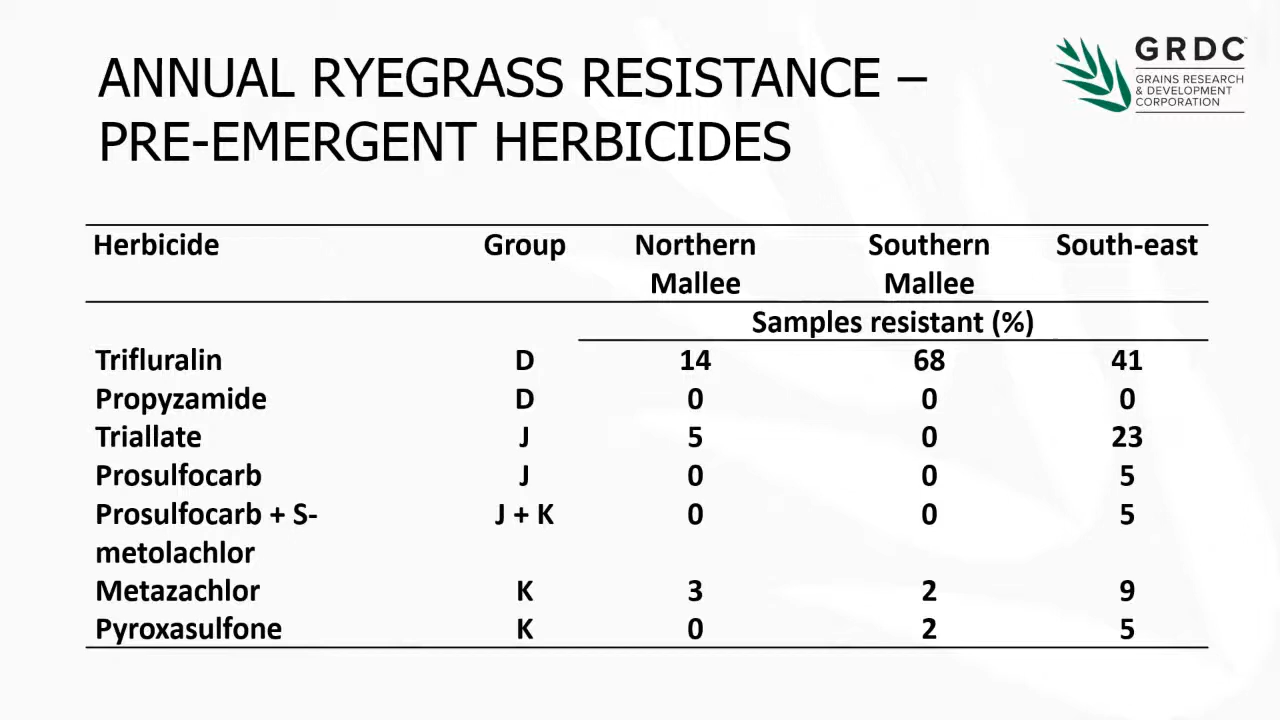 ANNUAL RYEGRASS RESISTANCE –
PRE-EMERGENT HERBICIDES
GRDC™
GRAINS RESEARCH
& DEVELOPMENT
CORPORATION
Herbicide Group Northern Mallee Southern Mallee South-east
Samples resistant (%)
Trifluralin D 14 68 41
Propyzamide D 0 0 0
Triallate J 5 0 23
Prosulfocarb J 0 0 5
Prosulfocarb + S- J + K 0 0 5
metolachlor
Metazachlor K 3 2 9
Pyroxasulfone K 0 2 5